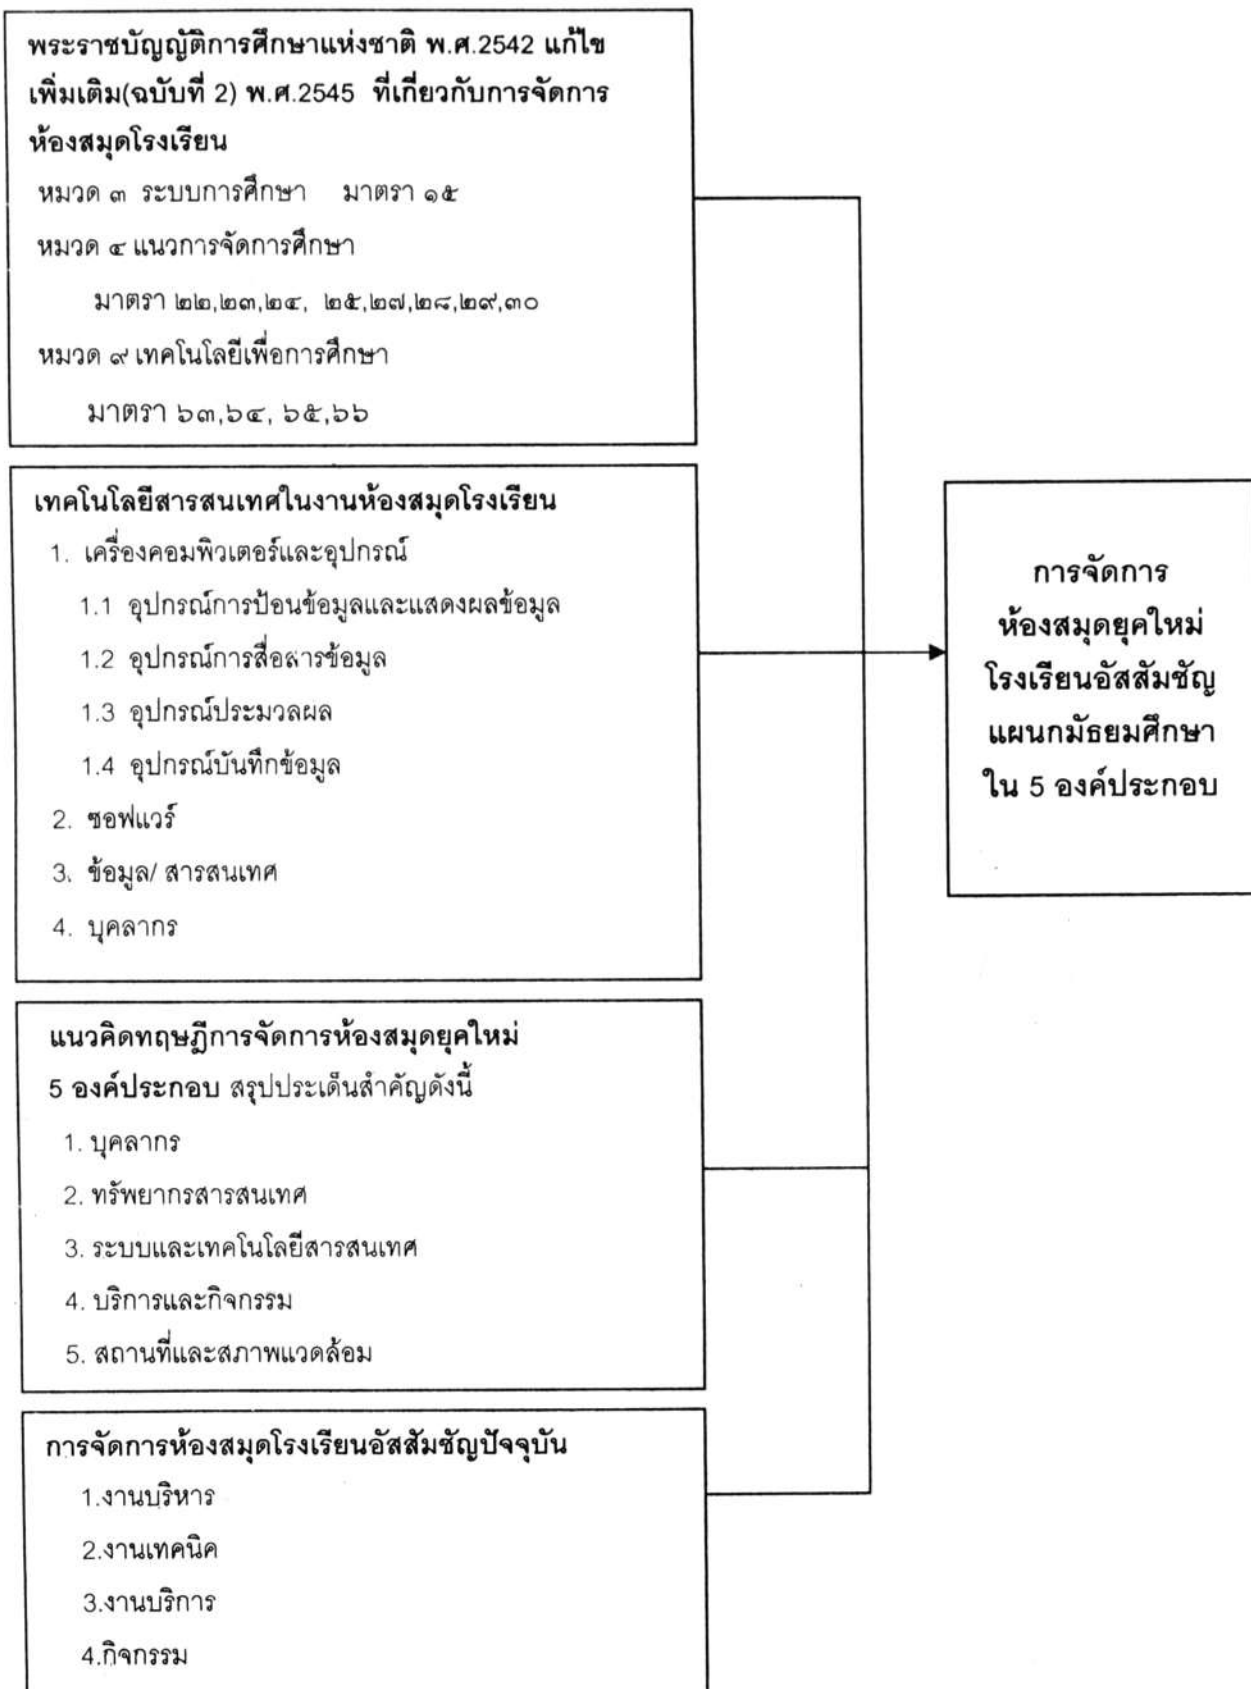 พระราชบัญญัติการศึกษาแห่งชาติ พ.ศ.2542 แก้ไข
เพิ่มเติม(ฉบับที่ 2) พ.ศ.2545 ที่เกี่ยวกับการจัดการ
ห้องสมุดโรงเรียน
หมวด ๓ ระบบการศึกษา มาตรา ๑๕
หมวด ๔ แนวการจัดการศึกษา
มาตรา ๒๒,๒๓,๒๔, ๒๕,๒๗,๒๘,๒๙,๓๐
หมวด ๙ เทคโนโลยีเพื่อการศึกษา
มาตรา ๖๓,๖๔, ๖๕,๖๖
เทคโนโลยีสารสนเทศในงานห้องสมุดโรงเรียน
1. เครื่องคอมพิวเตอร์และอุปกรณ์
1.1 อุปกรณ์การป้อนข้อมูลและแสดงผลข้อมูล
1.2 อุปกรณ์การสื่อสารข้อมูล
1.3 อุปกรณ์ประมวลผล
1.4 อุปกรณ์บันทึกข้อมูล
2. ซอฟแวร์
3. ข้อมูล/ สารสนเทศ
4. บุคลากร
แนวคิดทฤษฎีการจัดการห้องสมุดยุคใหม่
5 องค์ประกอบ สรุปประเด็นสำคัญดังนี้
1. บุคลากร
2. ทรัพยากรสารสนเทศ
3. ระบบและเทคโนโลยีสารสนเทศ
4. บริการและกิจกรรม
5. สถานที่และสภาพแวดล้อม
การจัดการห้องสมุดโรงเรียนอัสสัมชัญปัจจุบัน
1.งานบริหาร
2.งานเทคนิค
3.งานบริการ
4.กิจกรรม
การจัดการ
ห้องสมุดยุคใหม่
โรงเรียนอัสสัมชัญ
แผนกมัธยมศึกษา
ใน 5 องค์ประกอบ